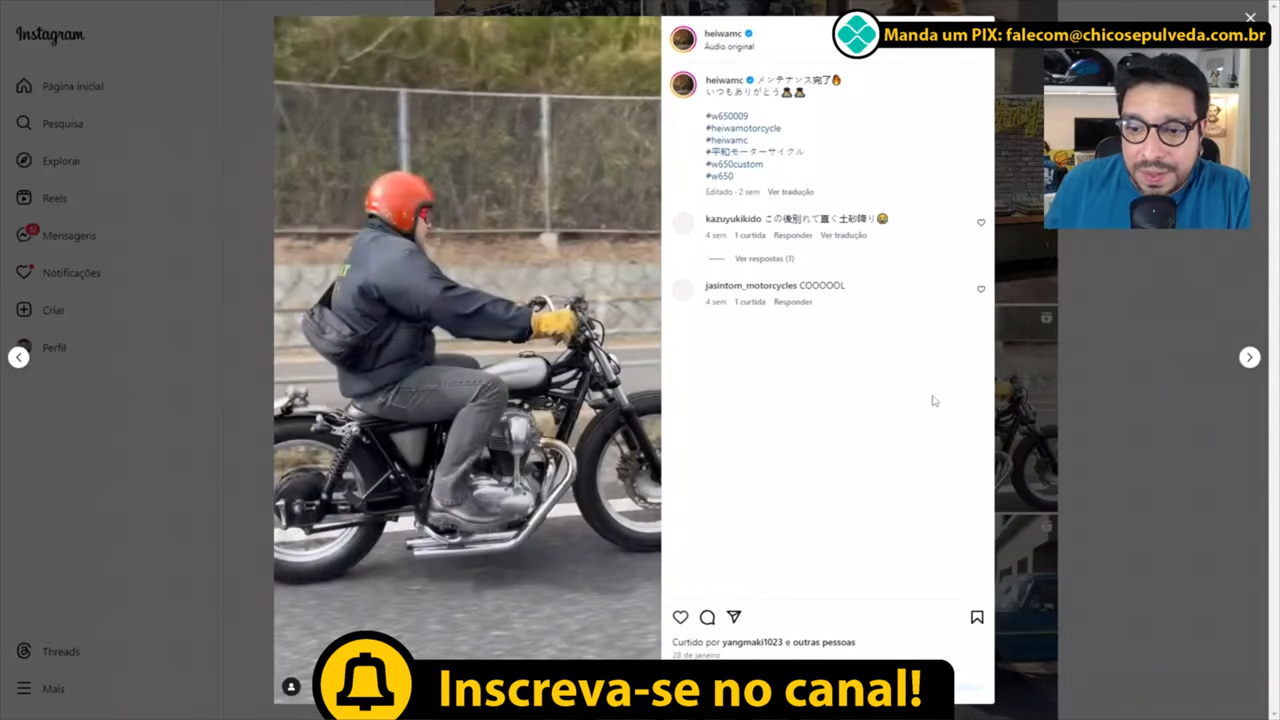 Instagram
Página inicial
Pesquisa
Explorar
Reels
Mensagens
Notificações
Criar
Perfil
Threads
Mais
heiwamc
Áudio original
heiwamc メンテナンス完了
いつもありがとう
#w650009
#heiwamotorcycle
#heiwamc
#平和モーターサイクル
#w650custom
#w650
Editado · 2 sem Ver tradução
kazuyukikido この後別れて直ぐ土砂降り
4 sem 1 curtida Responder Ver tradução
Ver respostas (1)
jasintom_motorcycles COOOOOL
4 sem 1 curtida Responder
Curtido por yangmaki1023 e outras pessoas
28 de janeiro
Manda um PIX: falecom@chicosepulveda.com.br
Inscreva-se no canal!